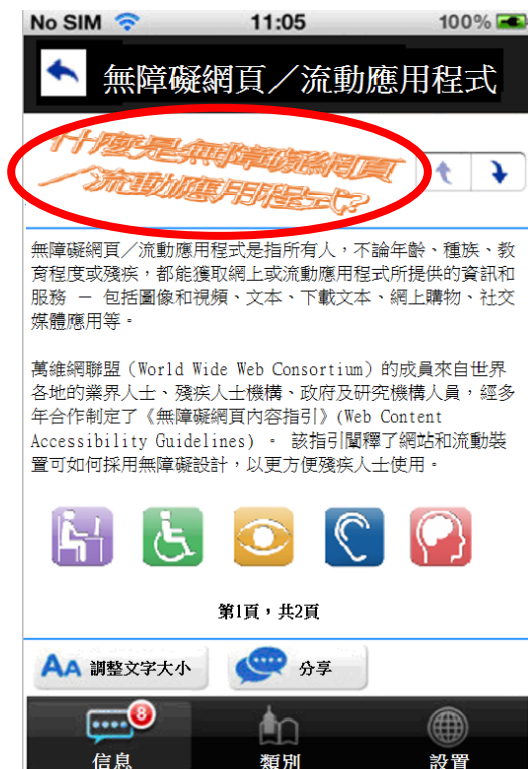 No SIM 11:05 100%
無障礙網頁／流動應用程式
什麼是無障礙網頁
／流動應用程式?
無障礙網頁／流動應用程式是指所有人，不論年齡、種族、教
育程度或殘疾，都能獲取網上或流動應用程式所提供的資訊和
服務 － 包括圖像和視頻、文本、下載文本、網上購物、社交
媒體應用等。
萬維網聯盟（World Wide Web Consortium）的成員來自世界
各地的業界人士、殘疾人士機構、政府及研究機構人員，經多
年合作制定了《無障礙網頁內容指引》(Web Content
Accessibility Guidelines) 。 該指引闡釋了網站和流動裝
置可如何採用無障礙設計，以更方便殘疾人士使用。
第1頁，共2頁
AA 調整文字大小 分享
8
信息 類別 設置